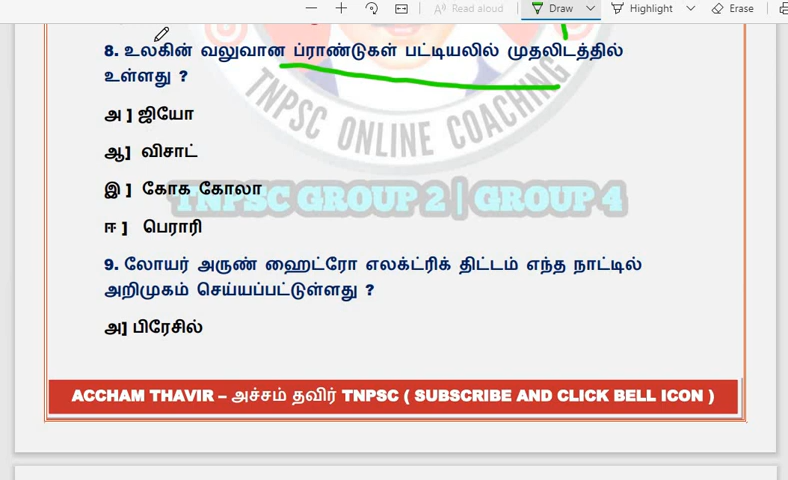 Read aloud
Draw
Highlight
Erase
8. உலகின் வலுவான ப்ராண்டுகள் பட்டியலில் முதலிடத்தில்
உள்ளது ?
அ ] ஜியோ
ஆ] விசாட்
இ ] கோக கோலா
ஈ ] பெராரி
TNPSC ONLINE COACHING
TNPSC GROUP 2 | GROUP 4
9. லோயர் அருண் ஹைட்ரோ எலக்ட்ரிக் திட்டம் எந்த நாட்டில்
அறிமுகம் செய்யப்பட்டுள்ளது ?
அ] பிரேசில்
ACCHAM THAVIR – அச்சம் தவிர் TNPSC ( SUBSCRIBE AND CLICK BELL ICON )